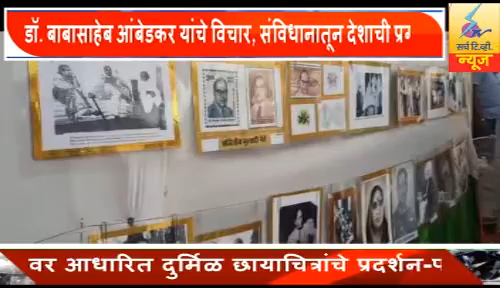 डॉ. बाबासाहेब आंबेडकर यांचे विचार, संविधानातून देशाची प्रग
सर्च टि.व्ही.
न्यूज
वर आधारित दुर्मिळ छायाचित्रांचे प्रदर्शन-प